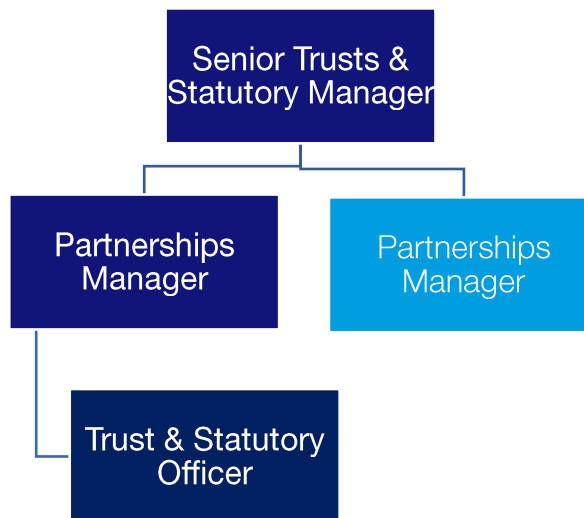 Senior Trusts &
Statutory Manager
Partnerships
Manager
Partnerships
Manager
Trust & Statutory
Officer